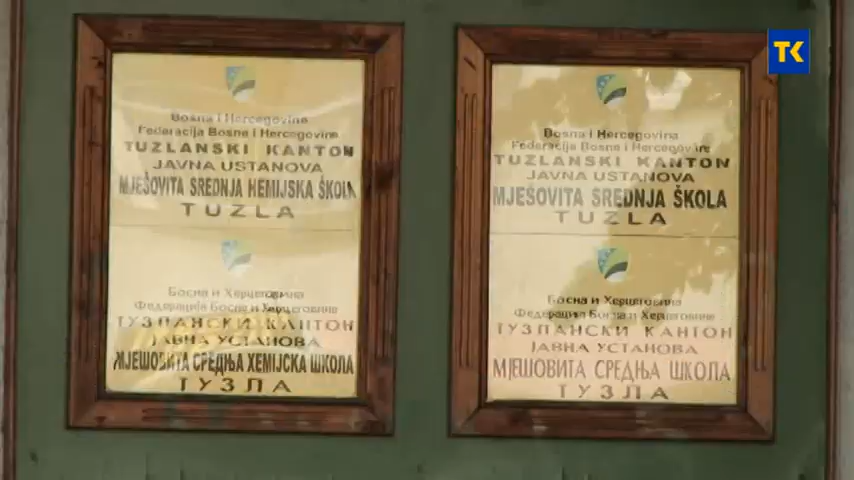 TK
Bosna i Hercegovina
Federacija Bosne i Hercegovine
TUZLANSKI KANTON
JAVNA USTANOVA
MJEŠOVITA SREDNJA HEMIJSKA ŠKOLA
TUZLA
Босна и Херцеговина
Федерација Босне и Херцеговине
ТУЗЛАНСКИ КАНТОН
ЈАВНА УСТАНОВА
МЈЕШОВИТА СРЕДЊА ХЕМИЈСКА ШКОЛА
ТУЗЛА
Bosna i Hercegovina
Federacija Bosne i Hercegovine
TUZLANSKI KANTON
JAVNA USTANOVA
MJEŠOVITA SREDNJA ŠKOLA
TUZLA
Босна и Херцеговина
Федерација Босне и Херцеговине
ТУЗЛАНСКИ КАНТОН
ЈАВНА УСТАНОВА
МЈЕШОВИТА СРЕДЊА ШКОЛА
ТУЗЛА